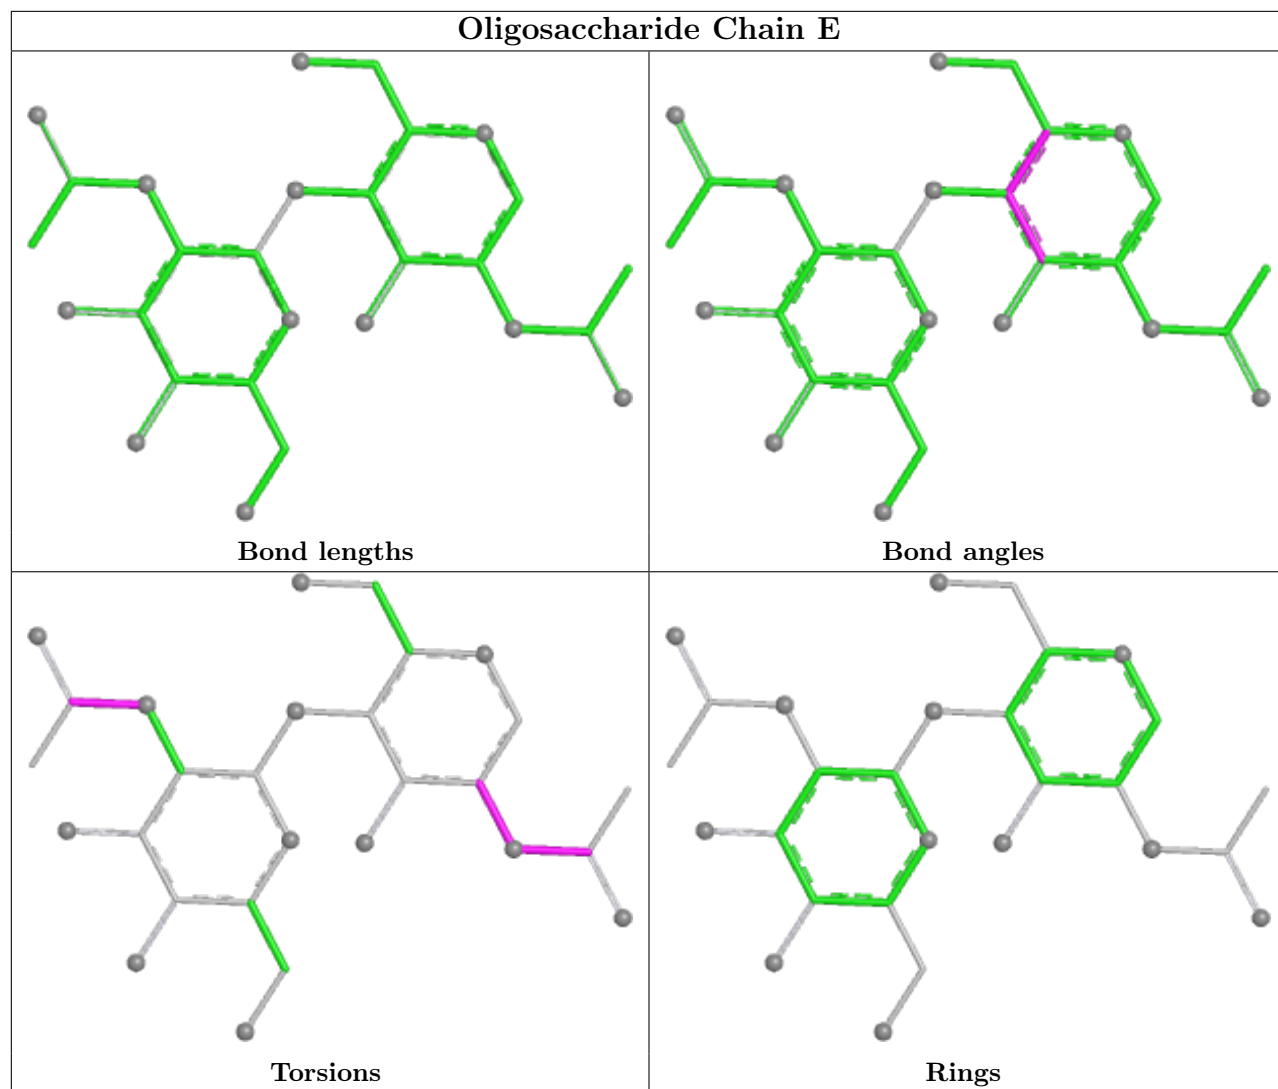 Oligosaccharide Chain E
Bond lengths
Bond angles
Torsions
Rings